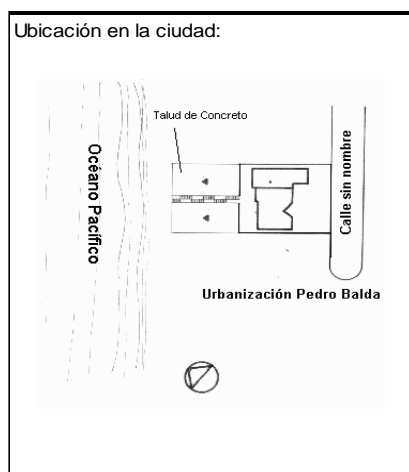 Ubicación en la ciudad:
Talud de Concreto
Océano Pacífico
Calle sin nombre
Urbanización Pedro Balda